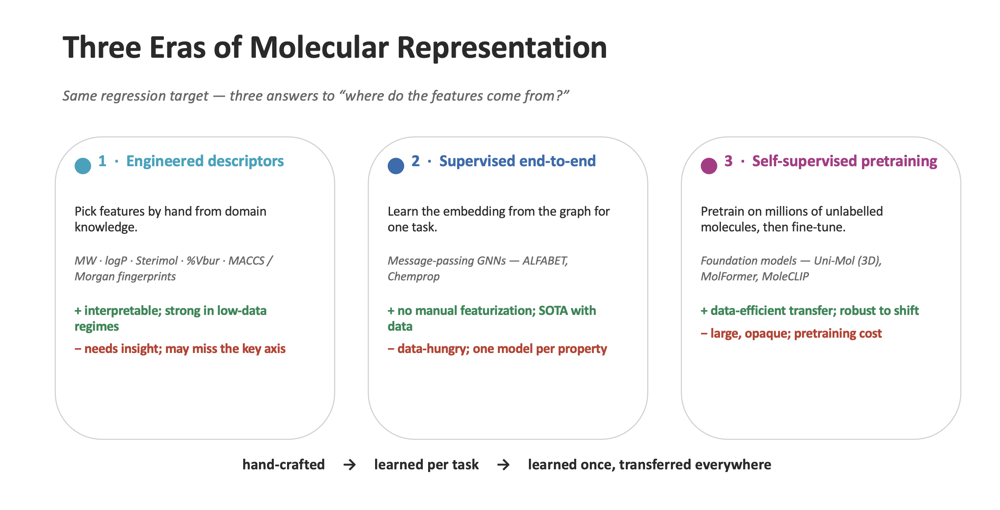 Three Eras of Molecular Representation
Same regression target — three answers to “where do the features come from?”
1 · Engineered descriptors
Pick features by hand from domain
knowledge.
MW · logP · Sterimol · %Vbur · MACCS /
Morgan fingerprints
+ interpretable; strong in low-data
regimes
– needs insight; may miss the key axis
2 · Supervised end-to-end
Learn the embedding from the graph for
one task.
Message-passing GNNs — ALFABET,
Chemprop
+ no manual featurization; SOTA with
data
– data-hungry; one model per property
3 · Self-supervised pretraining
Pretrain on millions of unlabelled
molecules, then fine-tune.
Foundation models — Uni-Mol (3D),
MolFormer, MoleCLIP
+ data-efficient transfer; robust to shift
– large, opaque; pretraining cost
hand-crafted → learned per task → learned once, transferred everywhere